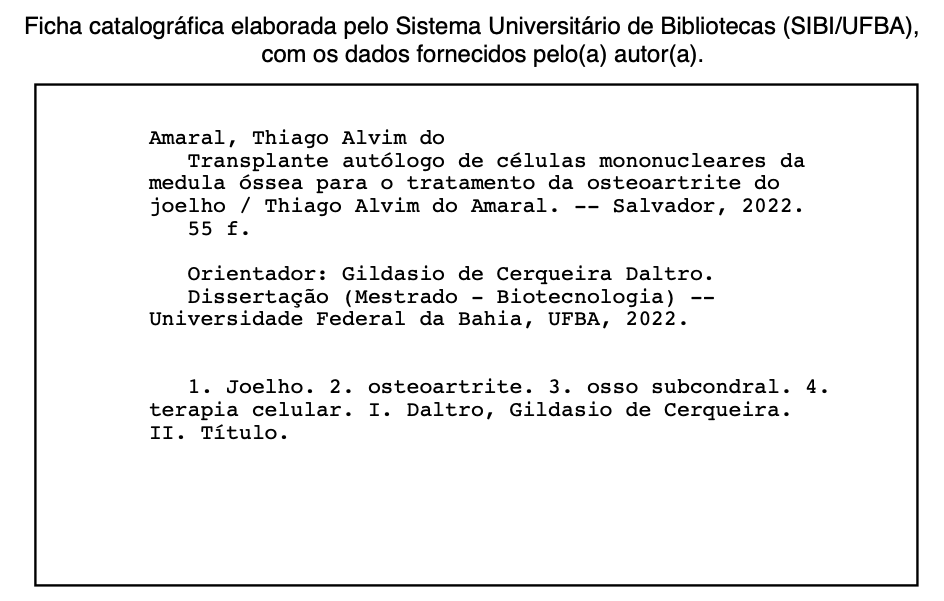 Ficha catalográfica elaborada pelo Sistema Universitário de Bibliotecas (SIBI/UFBA),
com os dados fornecidos pelo(a) autor(a).
Amaral, Thiago Alvim do
Transplante autólogo de células mononucleares da
medula óssea para o tratamento da osteoartrite do
joelho / Thiago Alvim do Amaral. -- Salvador, 2022.
55 f.
Orientador: Gildasio de Cerqueira Daltro.
Dissertação (Mestrado - Biotecnologia) --
Universidade Federal da Bahia, UFBA, 2022.
1. Joelho. 2. osteoartrite. 3. osso subcondral. 4.
terapia celular. I. Daltro, Gildasio de Cerqueira.
II. Título.